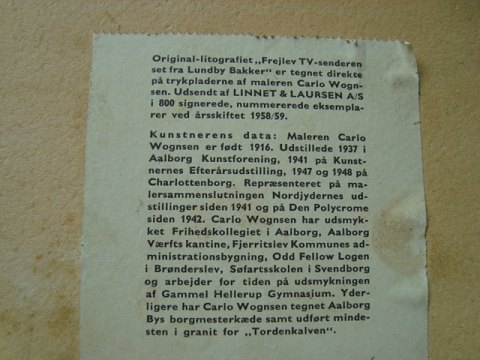 Original-litografiet „Frejlev TV-senderen
set fra Lundby Bakker" er tegnet direkte
på trykpladerne af maleren Carlo Wogn-
sen. Udsendt af LINNET & LAURSEN A/S
i 800 signerede, nummererede eksempla-
rer ved årsskiftet 1958/59.
Kunstnerens data: Maleren Carlo
Wognsen er født 1916. Udstillede 1937 i
Aalborg Kunstforening, 1941 på Kunst-
nernes Efterårsudstilling, 1947 og 1948 på
Charlottenborg. Repræsenteret på ma-
lersammenslutningen Nordjydernes ud-
stillinger siden 1941 og på Den Polycrome
siden 1942. Carlo Wognsen har udsmyk-
ket Frihedskollegiet i Aalborg, Aalborg
Værfts kantine, Fjerritslev Kommunes ad-
ministrationsbygning, Odd Fellow Logen
i Brønderslev, Søfartsskolen i Svendborg
og arbejder for tiden på udsmykningen
af Gammel Hellerup Gymnasium. Yder-
ligere har Carlo Wognsen tegnet Aalborg
Bys borgmesterkæde samt udført minde-
sten i granit for „Tordenkalven".